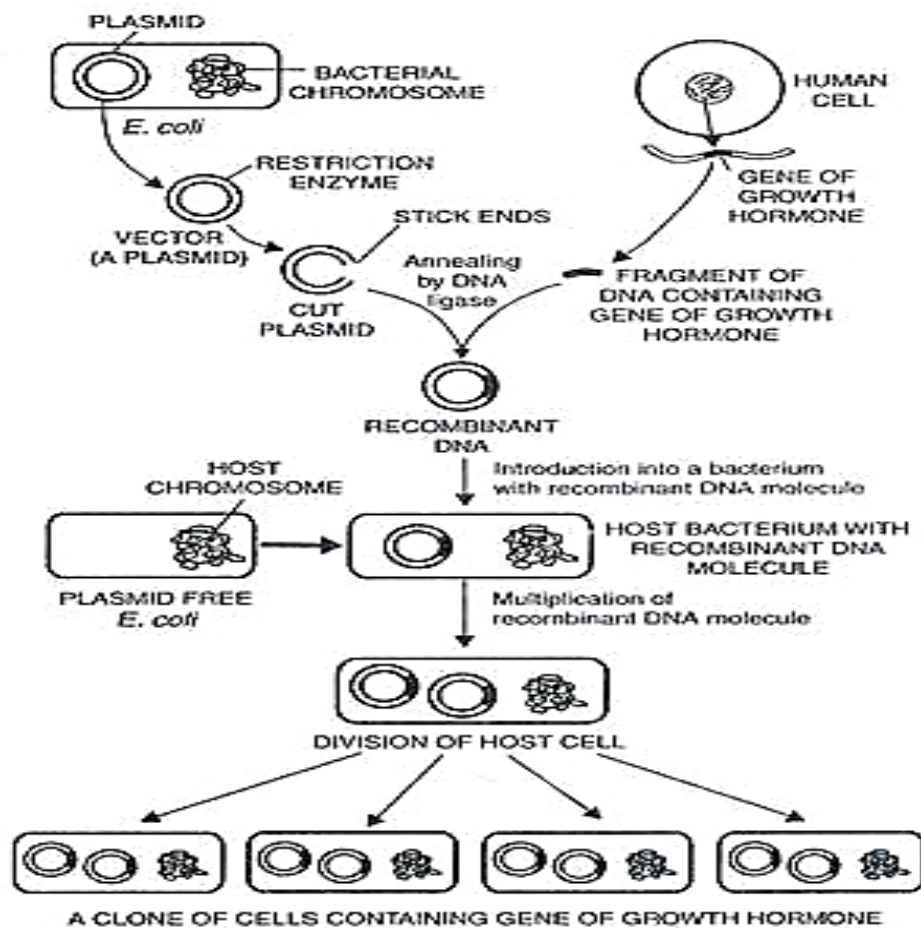 PLASMID
BACTERIAL
CHROMOSOME
E. coli
HUMAN
CELL
RESTRICTION
ENZYME
GENE OF
GROWTH
HORMONE
VECTOR
(A PLASMID)
STICK ENDS
CUT
PLASMID
Annealing
by DNA
ligase
FRAGMENT OF
DNA CONTAINING
GENE OF GROWTH
HORMONE
RECOMBINANT
DNA
Introduction into a bacterium
with recombinant DNA molecule
HOST
CHROMOSOME
PLASMID FREE
E. coli
HOST BACTERIUM WITH
RECOMBINANT DNA
MOLECULE
Multiplication of
recombinant DNA molecule
DIVISION OF HOST CELL
A CLONE OF CELLS CONTAINING GENE OF GROWTH HORMONE